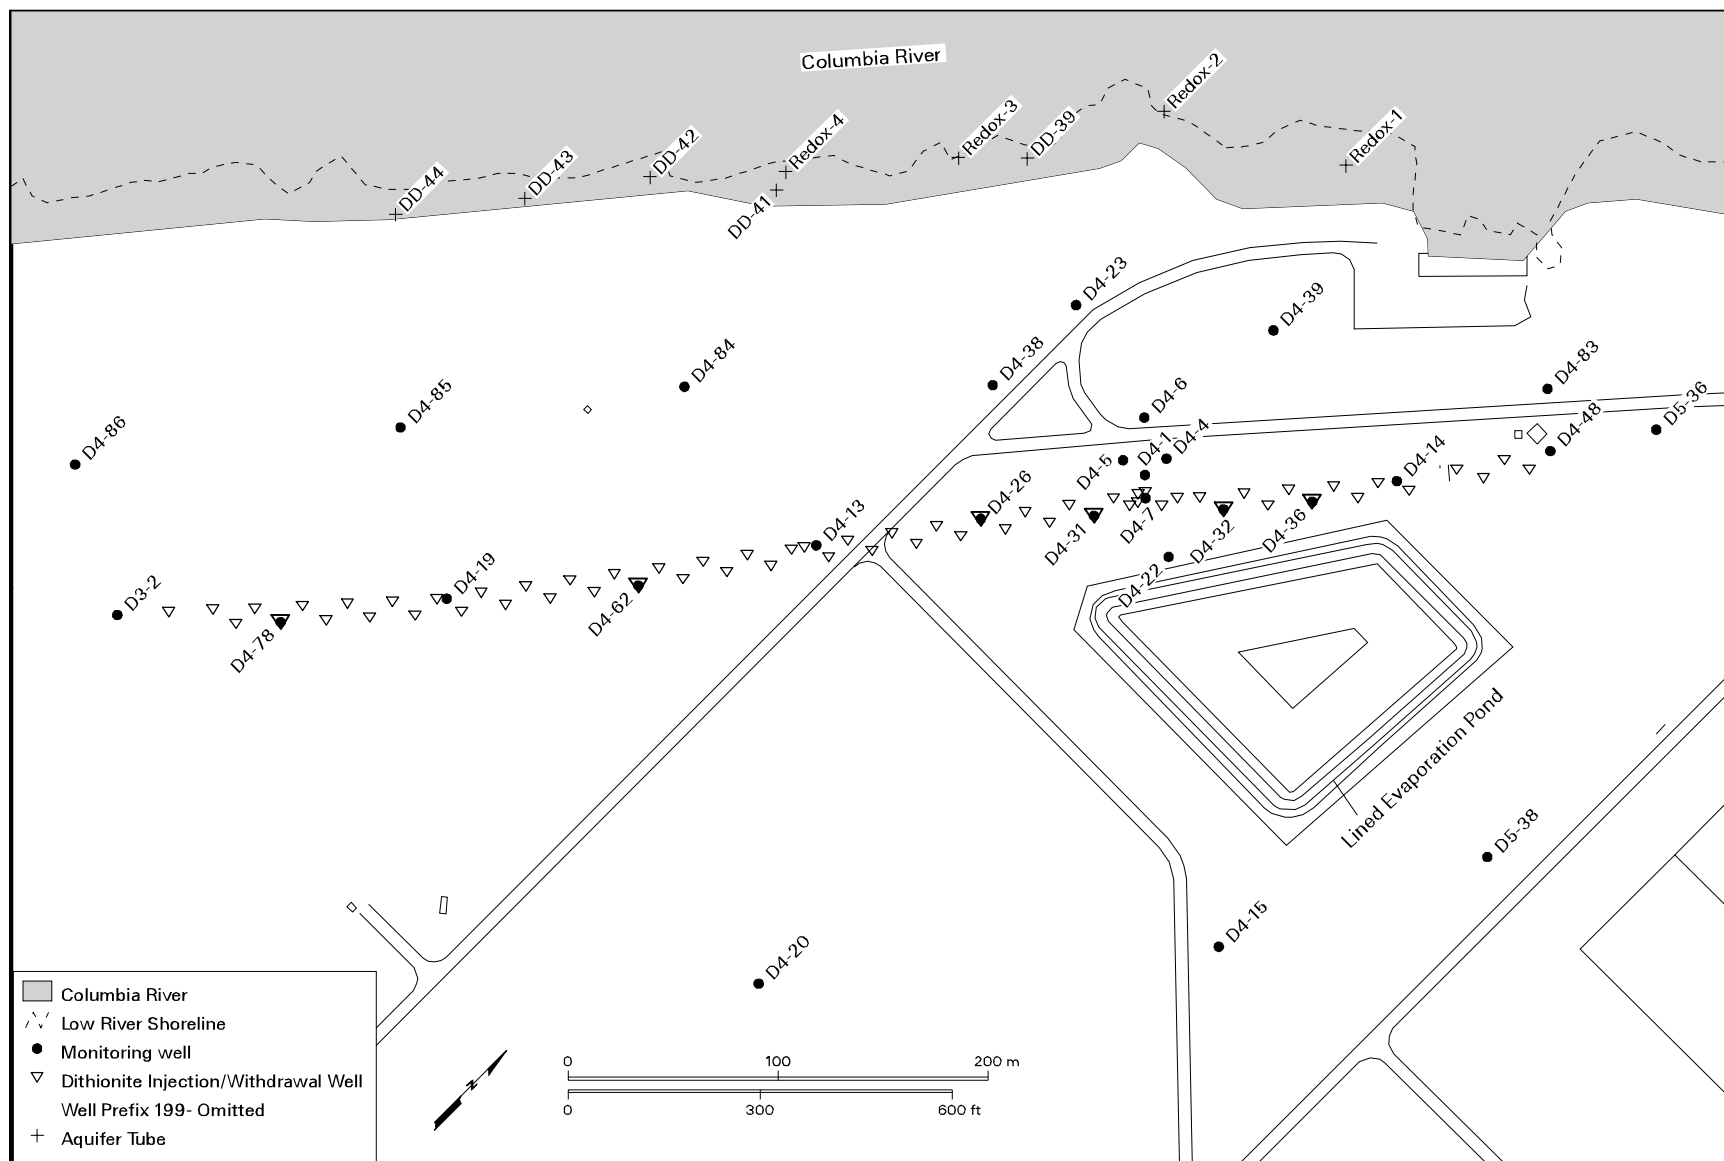 Columbia River
Redox-2
Redox-1
Redox-3
DD-39
Redox-4
DD-42
DD-43
DD-44
DD-41
D4-23
D4-39
D4-38
D4-84
D4-83
D4-85
D4-6
D5-36
D4-86
D4-48
D4-4
D4-1
D4-5
D4-14
D4-26
D4-13
D4-7
D4-31
D4-32
D4-36
D4-19
D3-2
D4-22
D4-62
D4-78
Lined Evaporation Pond
D5-38
D4-15
D4-20
Columbia River
Low River Shoreline
Monitoring well
Dithionite Injection/Withdrawal Well
Well Prefix 199- Omitted
Aquifer Tube
N
0 100 200 m
0 300 600 ft